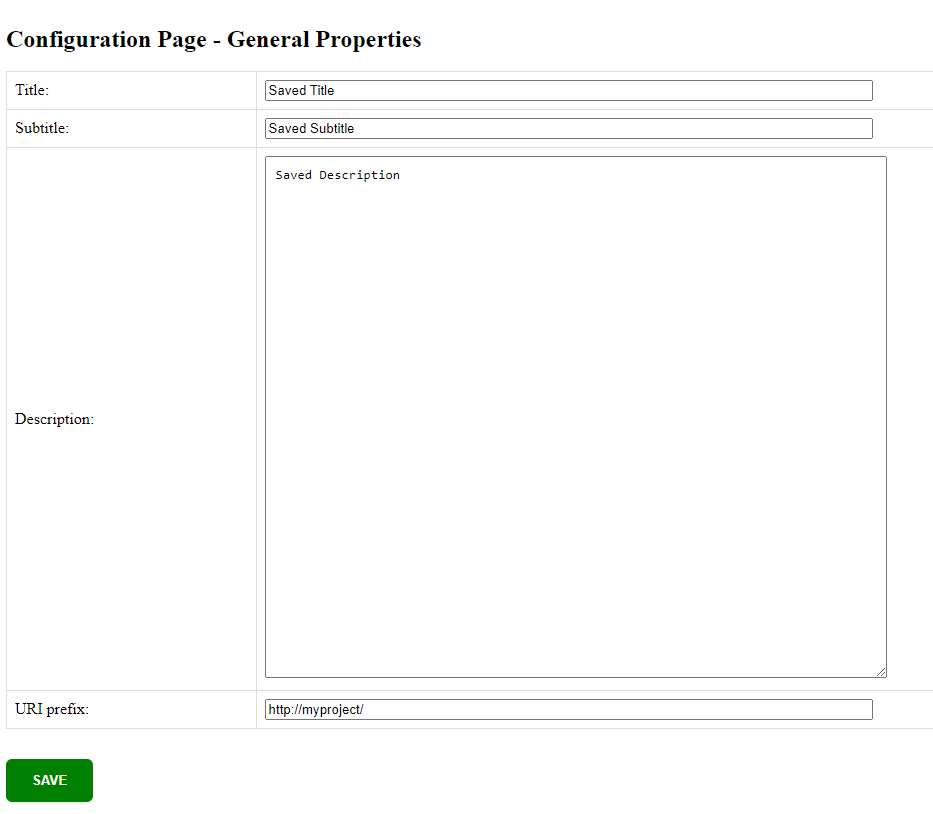 Configuration Page - General Properties
Title: Saved Title
Subtitle: Saved Subtitle
Description: Saved Description
URI prefix: http://myproject/
SAVE